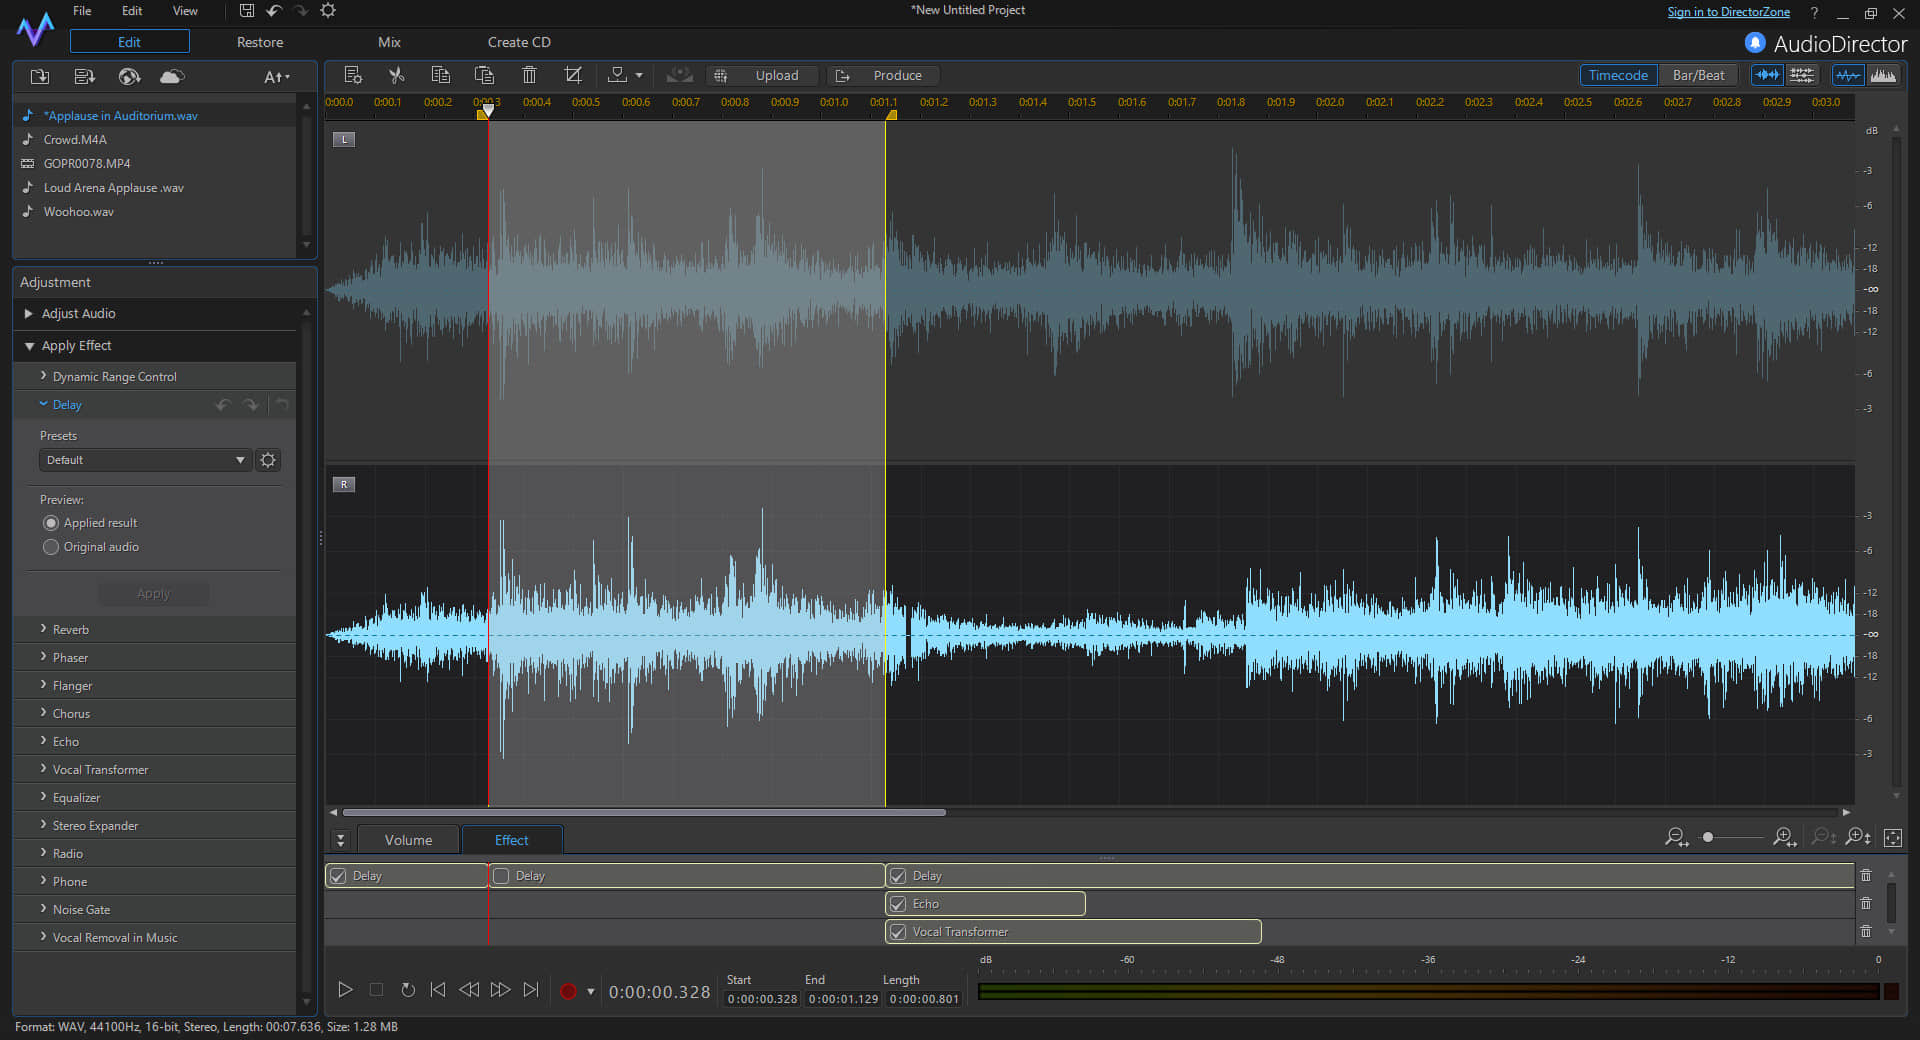 File Edit View
*New Untitled Project
Sign in to DirectorZone ?
Edit Restore Mix Create CD
AudioDirector
A
Upload Produce
Timecode Bar/Beat
*Applause in Auditorium.wav
Crowd.M4A
GOPR0078.MP4
Loud Arena Applause .wav
Woohoo.wav
0:00.0 0:00.1 0:00.2 0:00.3 0:00.4 0:00.5 0:00.6 0:00.7 0:00.8 0:00.9 0:01.0 0:01.1 0:01.2 0:01.3 0:01.4 0:01.5 0:01.6 0:01.7 0:01.8 0:01.9 0:02.0 0:02.1 0:02.2 0:02.3 0:02.4 0:02.5 0:02.6 0:02.7 0:02.8 0:02.9 0:03.0
L
dB
-3
-6
-12
-18
-∞
-18
-12
-6
-3
R
-3
-6
-12
-18
-∞
-18
-12
-6
-3
Adjustment
Adjust Audio
Apply Effect
Dynamic Range Control
Delay
Presets
Default
Preview:
Applied result
Original audio
Apply
Reverb
Phaser
Flanger
Chorus
Echo
Vocal Transformer
Equalizer
Stereo Expander
Radio
Phone
Noise Gate
Vocal Removal in Music
Volume Effect
Delay Delay Delay
Echo
Vocal Transformer
dB -60 -48 -36 -24 -12 0
0:00:00.328
Start End Length
0:00:00.328 0:00:01.129 0:00:00.801
Format: WAV, 44100Hz, 16-bit, Stereo, Length: 00:07.636, Size: 1.28 MB